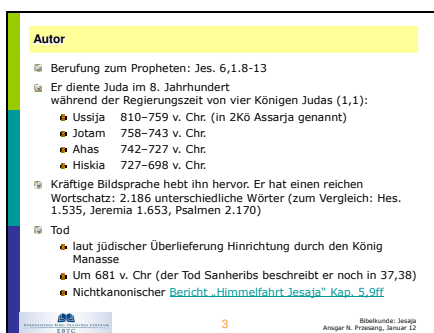 Autor
Berufung zum Propheten: Jes. 6,1.8-13
Er diente Juda im 8. Jahrhundert
während der Regierungszeit von vier Königen Judas (1,1):
Ussija 810–759 v. Chr. (in 2Kö Assarja genannt)
Jotam 758–743 v. Chr.
Ahas 742–727 v. Chr.
Hiskia 727–698 v. Chr.
Kräftige Bildsprache hebt ihn hervor. Er hat einen reichen
Wortschatz: 2.186 unterschiedliche Wörter (zum Vergleich: Hes.
1.535, Jeremia 1.653, Psalmen 2.170)
Tod
laut jüdischer Überlieferung Hinrichtung durch den König
Manasse
Um 681 v. Chr (der Tod Sanheribs beschreibt er noch in 37,38)
Nichtkanonischer Bericht „Himmelfahrt Jesaja" Kap. 5,9ff
Europäisches Bibel Trainings Centrum
EBTC
3
Bibelkunde: Jesaja
Ansgar N. Przesang, Januar 12